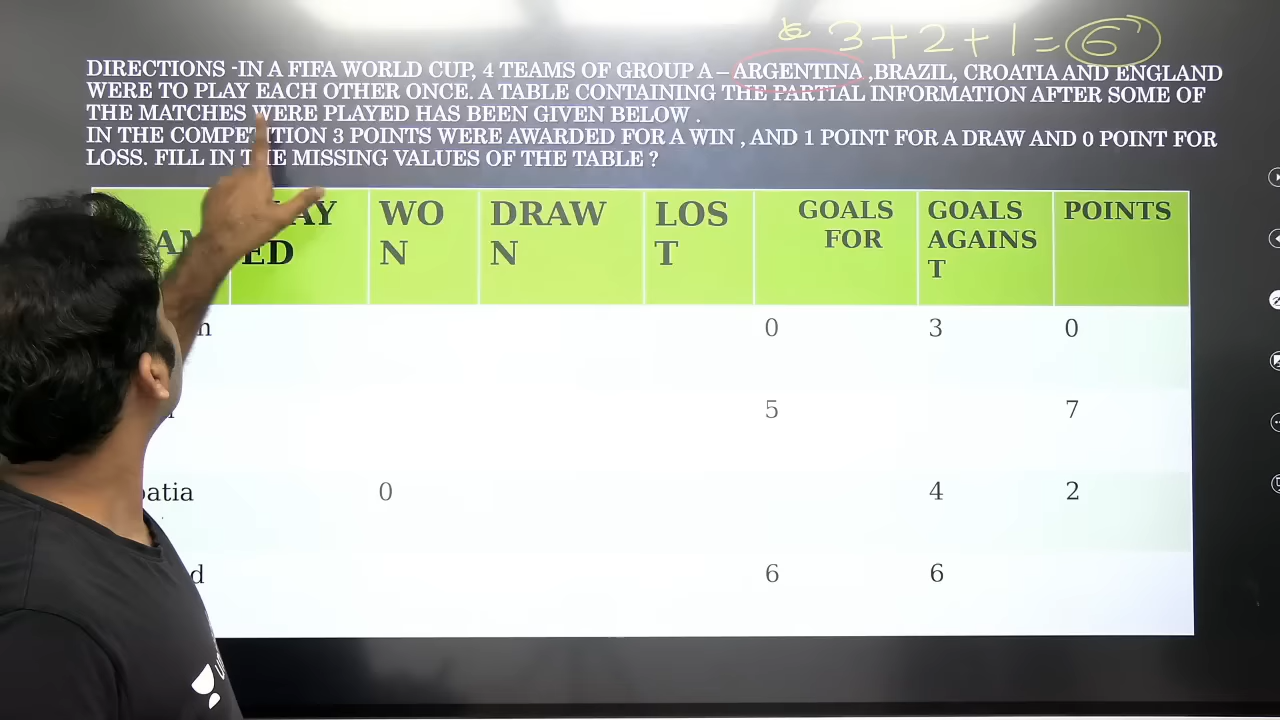 3+2+1=6
DIRECTIONS -IN A FIFA WORLD CUP, 4 TEAMS OF GROUP A – ARGENTINA ,BRAZIL, CROATIA AND ENGLAND
WERE TO PLAY EACH OTHER ONCE. A TABLE CONTAINING THE PARTIAL INFORMATION AFTER SOME OF
THE MATCHES WERE PLAYED HAS BEEN GIVEN BELOW .
IN THE COMPETITION 3 POINTS WERE AWARDED FOR A WIN , AND 1 POINT FOR A DRAW AND 0 POINT FOR
LOSS. FILL IN THE MISSING VALUES OF THE TABLE ?
WO
N
DRAW
N
LOS
T
GOALS
FOR
GOALS
AGAINS
T
POINTS
0 3 0
5 7
0 4 2
6 6